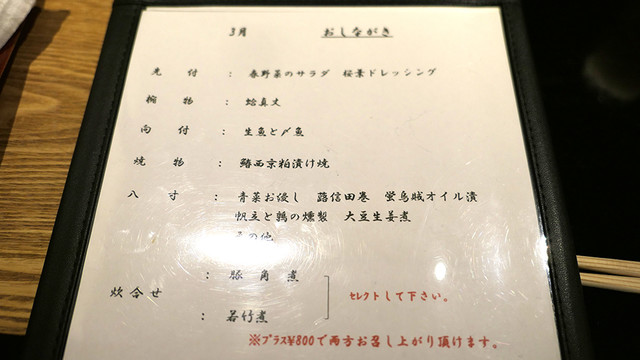 3月 おしながき
先付 : 春野菜のサラダ 桜葉ドレッシング
椀物 : 蛤真丈
向付 : 生魚と〆魚
焼物 : 鰆西京粕漬け焼
八寸 : 青菜お浸し 蕗信田巻 蛍烏賊オイル漬
帆立と鶏の燻製 大豆生姜煮
その他
: 豚角煮
炊合せ セレクトして下さい。
: 若竹煮
※プラス¥800で両方お召し上がり頂けます。